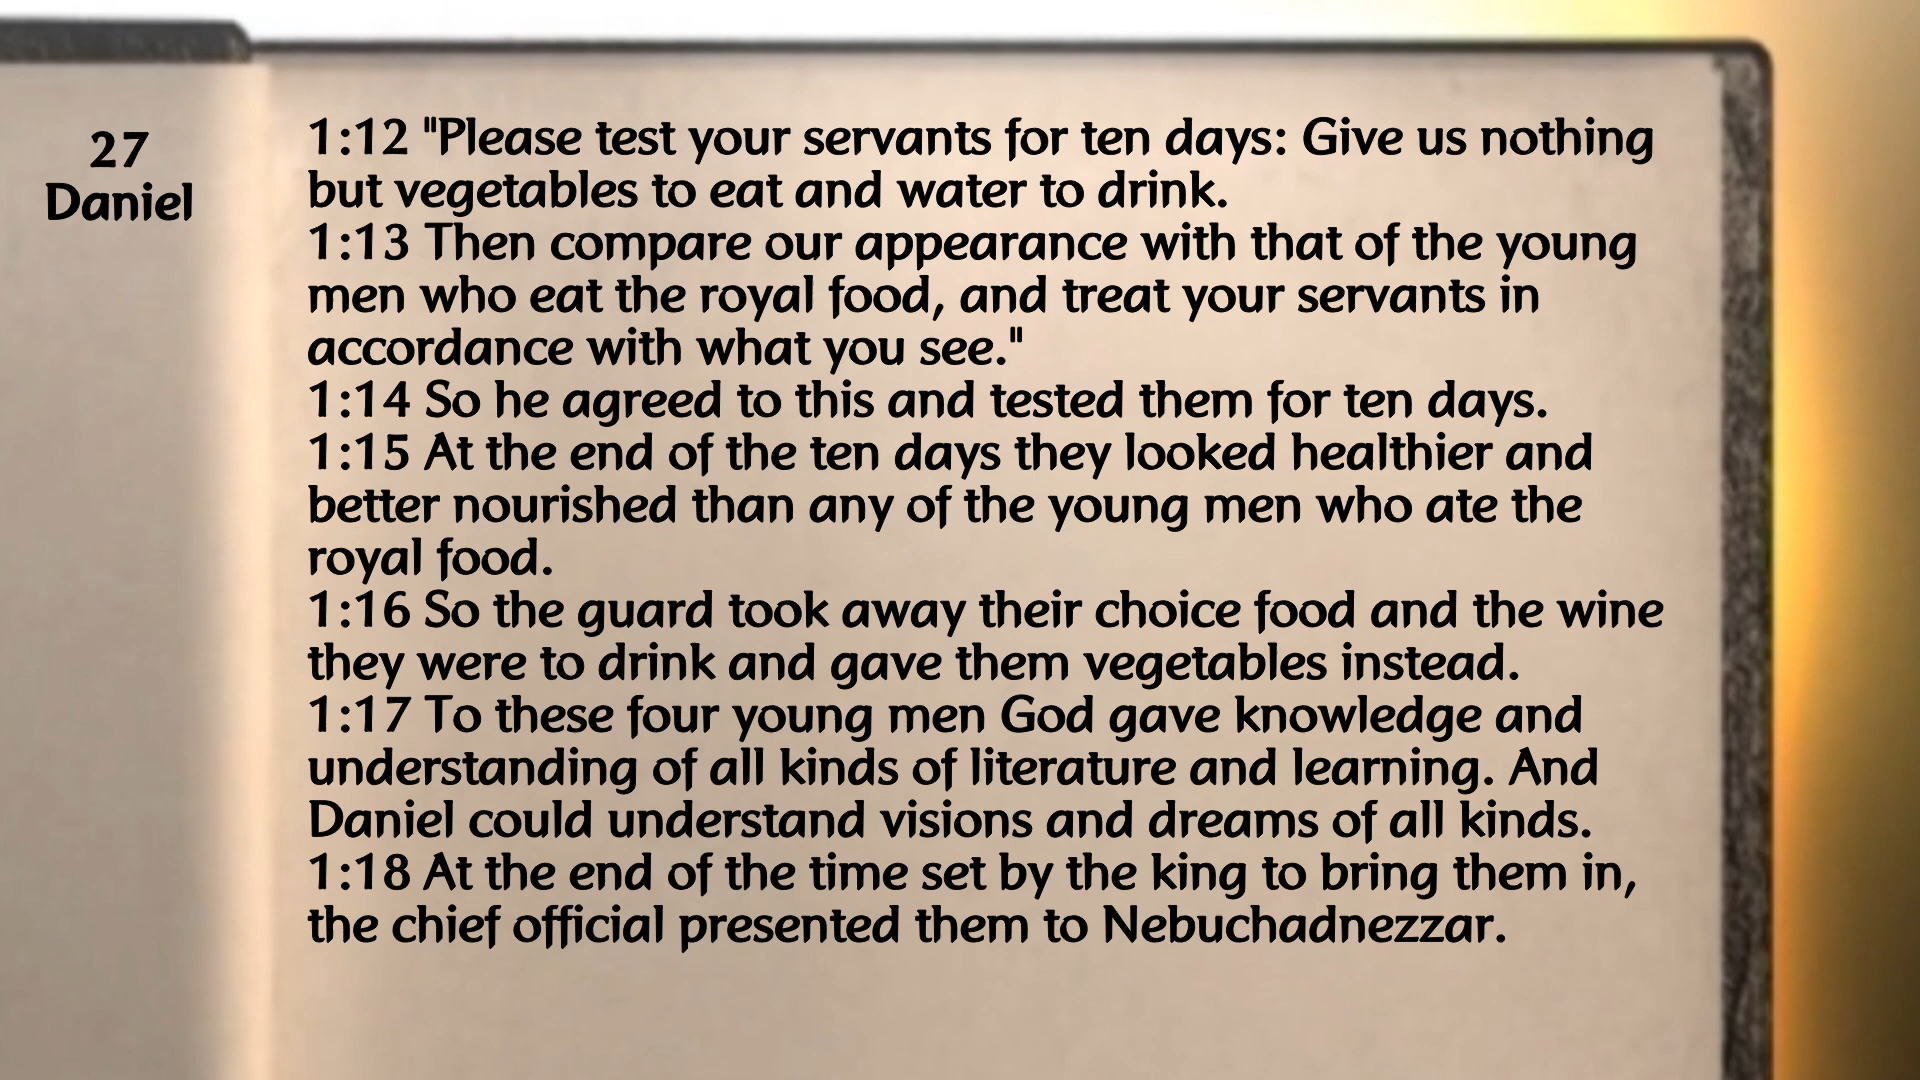 27
Daniel
1:12 "Please test your servants for ten days: Give us nothing
but vegetables to eat and water to drink.
1:13 Then compare our appearance with that of the young
men who eat the royal food, and treat your servants in
accordance with what you see."
1:14 So he agreed to this and tested them for ten days.
1:15 At the end of the ten days they looked healthier and
better nourished than any of the young men who ate the
royal food.
1:16 So the guard took away their choice food and the wine
they were to drink and gave them vegetables instead.
1:17 To these four young men God gave knowledge and
understanding of all kinds of literature and learning. And
Daniel could understand visions and dreams of all kinds.
1:18 At the end of the time set by the king to bring them in,
the chief official presented them to Nebuchadnezzar.